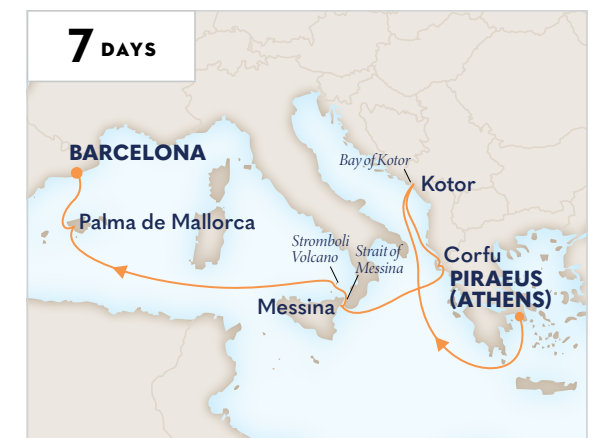 7 DAYS
BARCELONA
Bay of Kotor
Kotor
Palma de Mallorca
Stromboli
Volcano
Strait of
Messina
Corfu
PIRAEUS
(ATHENS)
Messina